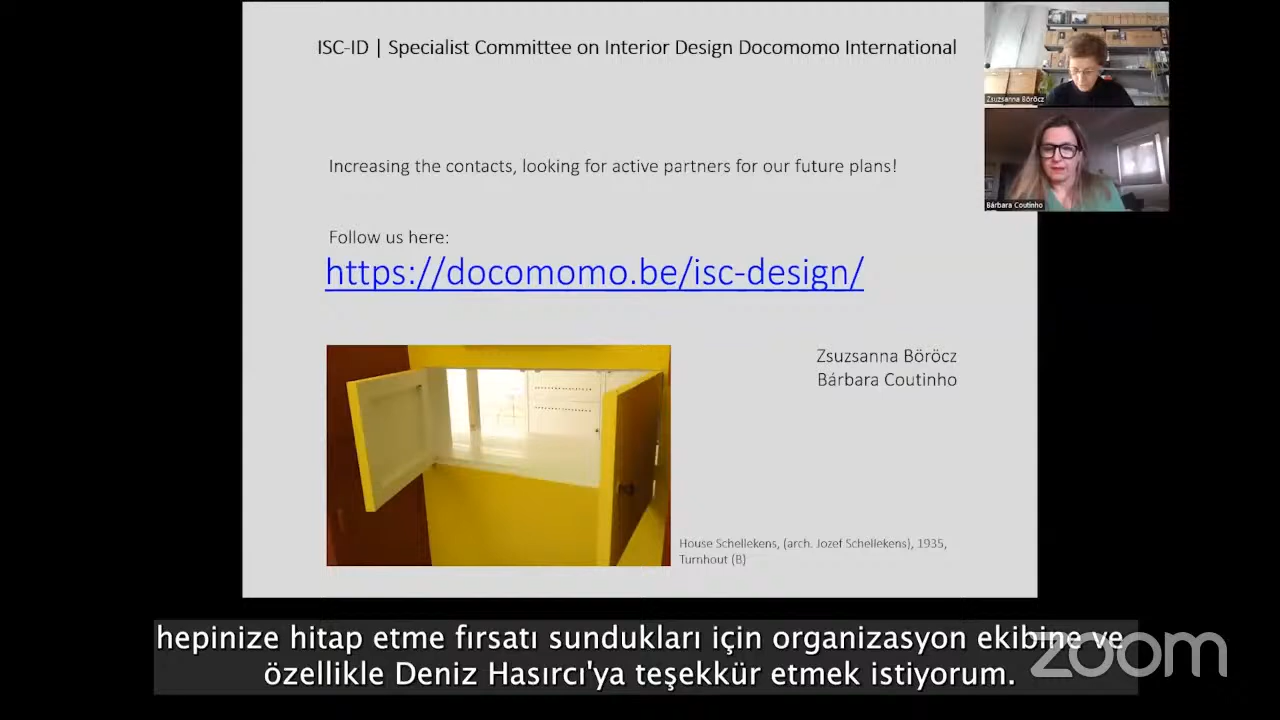 ISC-ID | Specialist Committee on Interior Design Docomomo International
Zsuzsanna Böröcz
Bárbara Coutinho
Increasing the contacts, looking for active partners for our future plans!
Follow us here:
https://docomomo.be/isc-design/
Zsuzsanna Böröcz
Bárbara Coutinho
House Schellekens, (arch. Jozef Schellekens), 1935,
Turnhout (B)
hepinize hitap etme fırsatı sundukları için organizasyon ekibine ve
özellikle Deniz Hasırcı'ya teşekkür etmek istiyorum.
zoom